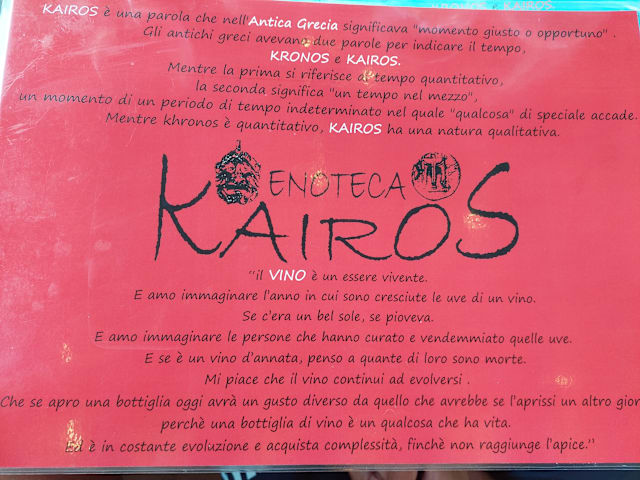 KRONOS e KAIROS
KAIROS è una parola che nell'Antica Grecia significava "momento giusto o opportuno" .
Gli antichi greci avevano due parole per indicare il tempo,
KRONOS e KAIROS.
Mentre la prima si riferisce al tempo quantitativo,
la seconda significa "un tempo nel mezzo",
un momento di un periodo di tempo indeterminato nel quale "qualcosa" di speciale accade.
Mentre khronos è quantitativo, KAIROS ha una natura qualitativa.
ENOTECA
KAIROS
"il VINO è un essere vivente.
E amo immaginare l'anno in cui sono cresciute le uve di un vino.
Se c'era un bel sole, se pioveva.
E amo immaginare le persone che hanno curato e vendemmiato quelle uve.
E se è un vino d'annata, penso a quante di loro sono morte.
Mi piace che il vino continui ad evolversi .
Che se apro una bottiglia oggi avrà un gusto diverso da quello che avrebbe se l'aprissi un altro gior
perchè una bottiglia di vino è un qualcosa che ha vita.
Ed è in costante evoluzione e acquista complessità, finchè non raggiunge l'apice."